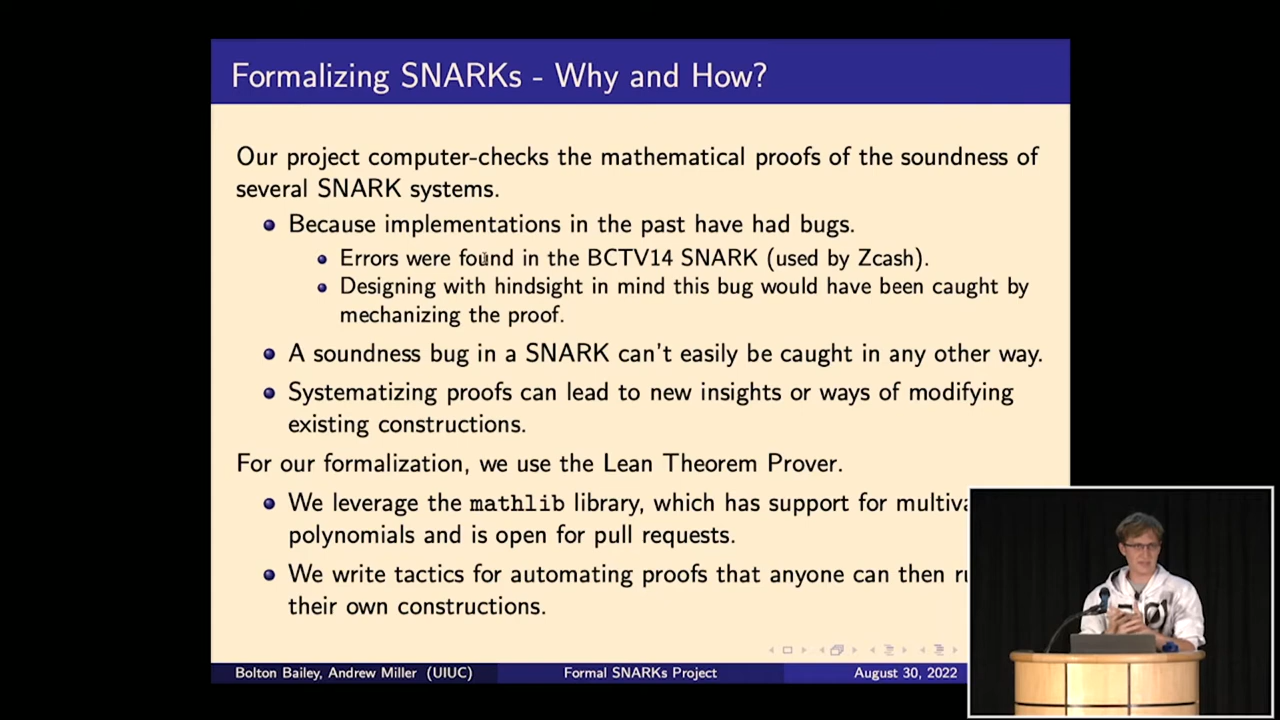 Formalizing SNARKs - Why and How?
Our project computer-checks the mathematical proofs of the soundness of
several SNARK systems.
Because implementations in the past have had bugs.
Errors were found in the BCTV14 SNARK (used by Zcash).
Designing with hindsight in mind this bug would have been caught by
mechanizing the proof.
A soundness bug in a SNARK can't easily be caught in any other way.
Systematizing proofs can lead to new insights or ways of modifying
existing constructions.
For our formalization, we use the Lean Theorem Prover.
We leverage the mathlib library, which has support for
polynomials and is open for pull requests.
We write tactics for automating proofs that anyone can then
their own constructions.
Bolton Bailey, Andrew Miller (UIUC)
Formal SNARKs Project
August 30, 2022